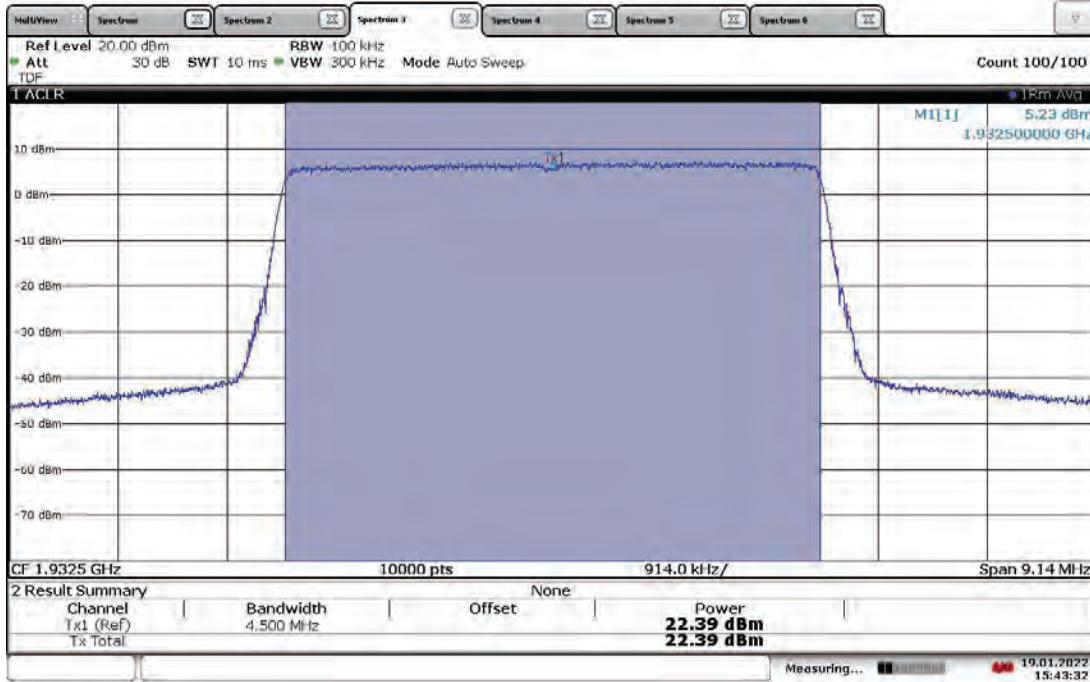 MultiView Spectrum Spectrum 2 Spectrum 3 Spectrum 4 Spectrum 5 Spectrum 6
Ref Level 20.00 dBm RBW 100 kHz
Att 30 dB SWT 10 ms VBW 300 kHz Mode Auto Sweep Count 100/100
TDF
1 ACLR 1Rm Avg
M1[1] 5.23 dBm
1.932500000 GHz
10 dBm
Tx1
0 dBm
-10 dBm
-20 dBm
-30 dBm
-40 dBm
-50 dBm
-60 dBm
-70 dBm
CF 1.9325 GHz 10000 pts 914.0 kHz/ Span 9.14 MHz
2 Result Summary None
Channel Bandwidth Offset Power
Tx1 (Ref) 4.500 MHz 22.39 dBm
Tx Total 22.39 dBm
Measuring... 19.01.2022
15:43:32